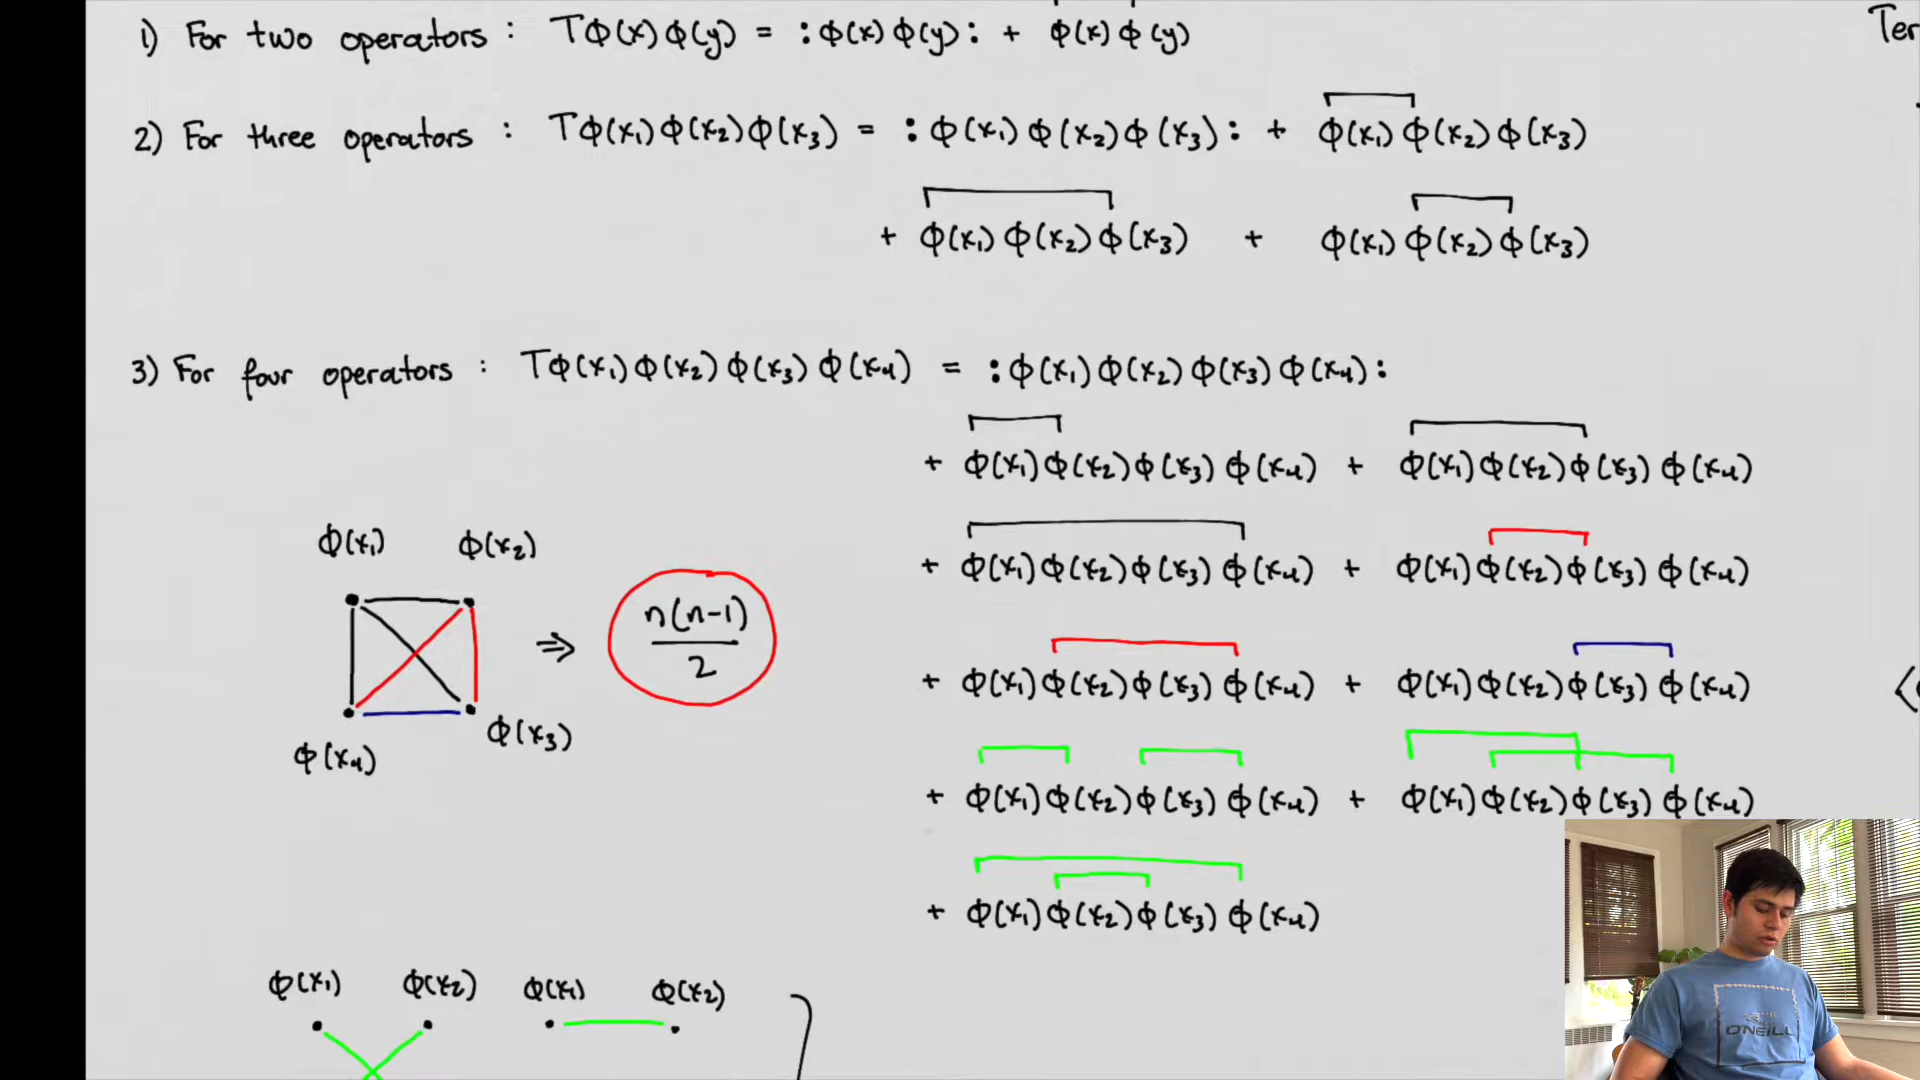 1) For two operators : Tϕ(x)ϕ(y) = :ϕ(x)ϕ(y): + ϕ(x)ϕ(y)
Ter
2) For three operators : Tϕ(x₁)ϕ(x₂)ϕ(x₃) = :ϕ(x₁)ϕ(x₂)ϕ(x₃): + ϕ(x₁)ϕ(x₂)ϕ(x₃)
+ ϕ(x₁)ϕ(x₂)ϕ(x₃) + ϕ(x₁)ϕ(x₂)ϕ(x₃)
3) For four operators : Tϕ(x₁)ϕ(x₂)ϕ(x₃)ϕ(x₄) = :ϕ(x₁)ϕ(x₂)ϕ(x₃)ϕ(x₄):
+ ϕ(x₁)ϕ(x₂)ϕ(x₃)ϕ(x₄) + ϕ(x₁)ϕ(x₂)ϕ(x₃)ϕ(x₄)
+ ϕ(x₁)ϕ(x₂)ϕ(x₃)ϕ(x₄) + ϕ(x₁)ϕ(x₂)ϕ(x₃)ϕ(x₄)
+ ϕ(x₁)ϕ(x₂)ϕ(x₃)ϕ(x₄) + ϕ(x₁)ϕ(x₂)ϕ(x₃)ϕ(x₄)
+ ϕ(x₁)ϕ(x₂)ϕ(x₃)ϕ(x₄) + ϕ(x₁)ϕ(x₂)ϕ(x₃)ϕ(x₄)
+ ϕ(x₁)ϕ(x₂)ϕ(x₃)ϕ(x₄)
ϕ(x₁) ϕ(x₂)
⇒ n(n-1)
2
ϕ(x₄) ϕ(x₃)
ϕ(x₁) ϕ(x₂) ϕ(x₁) ϕ(x₂)
O'NEILL